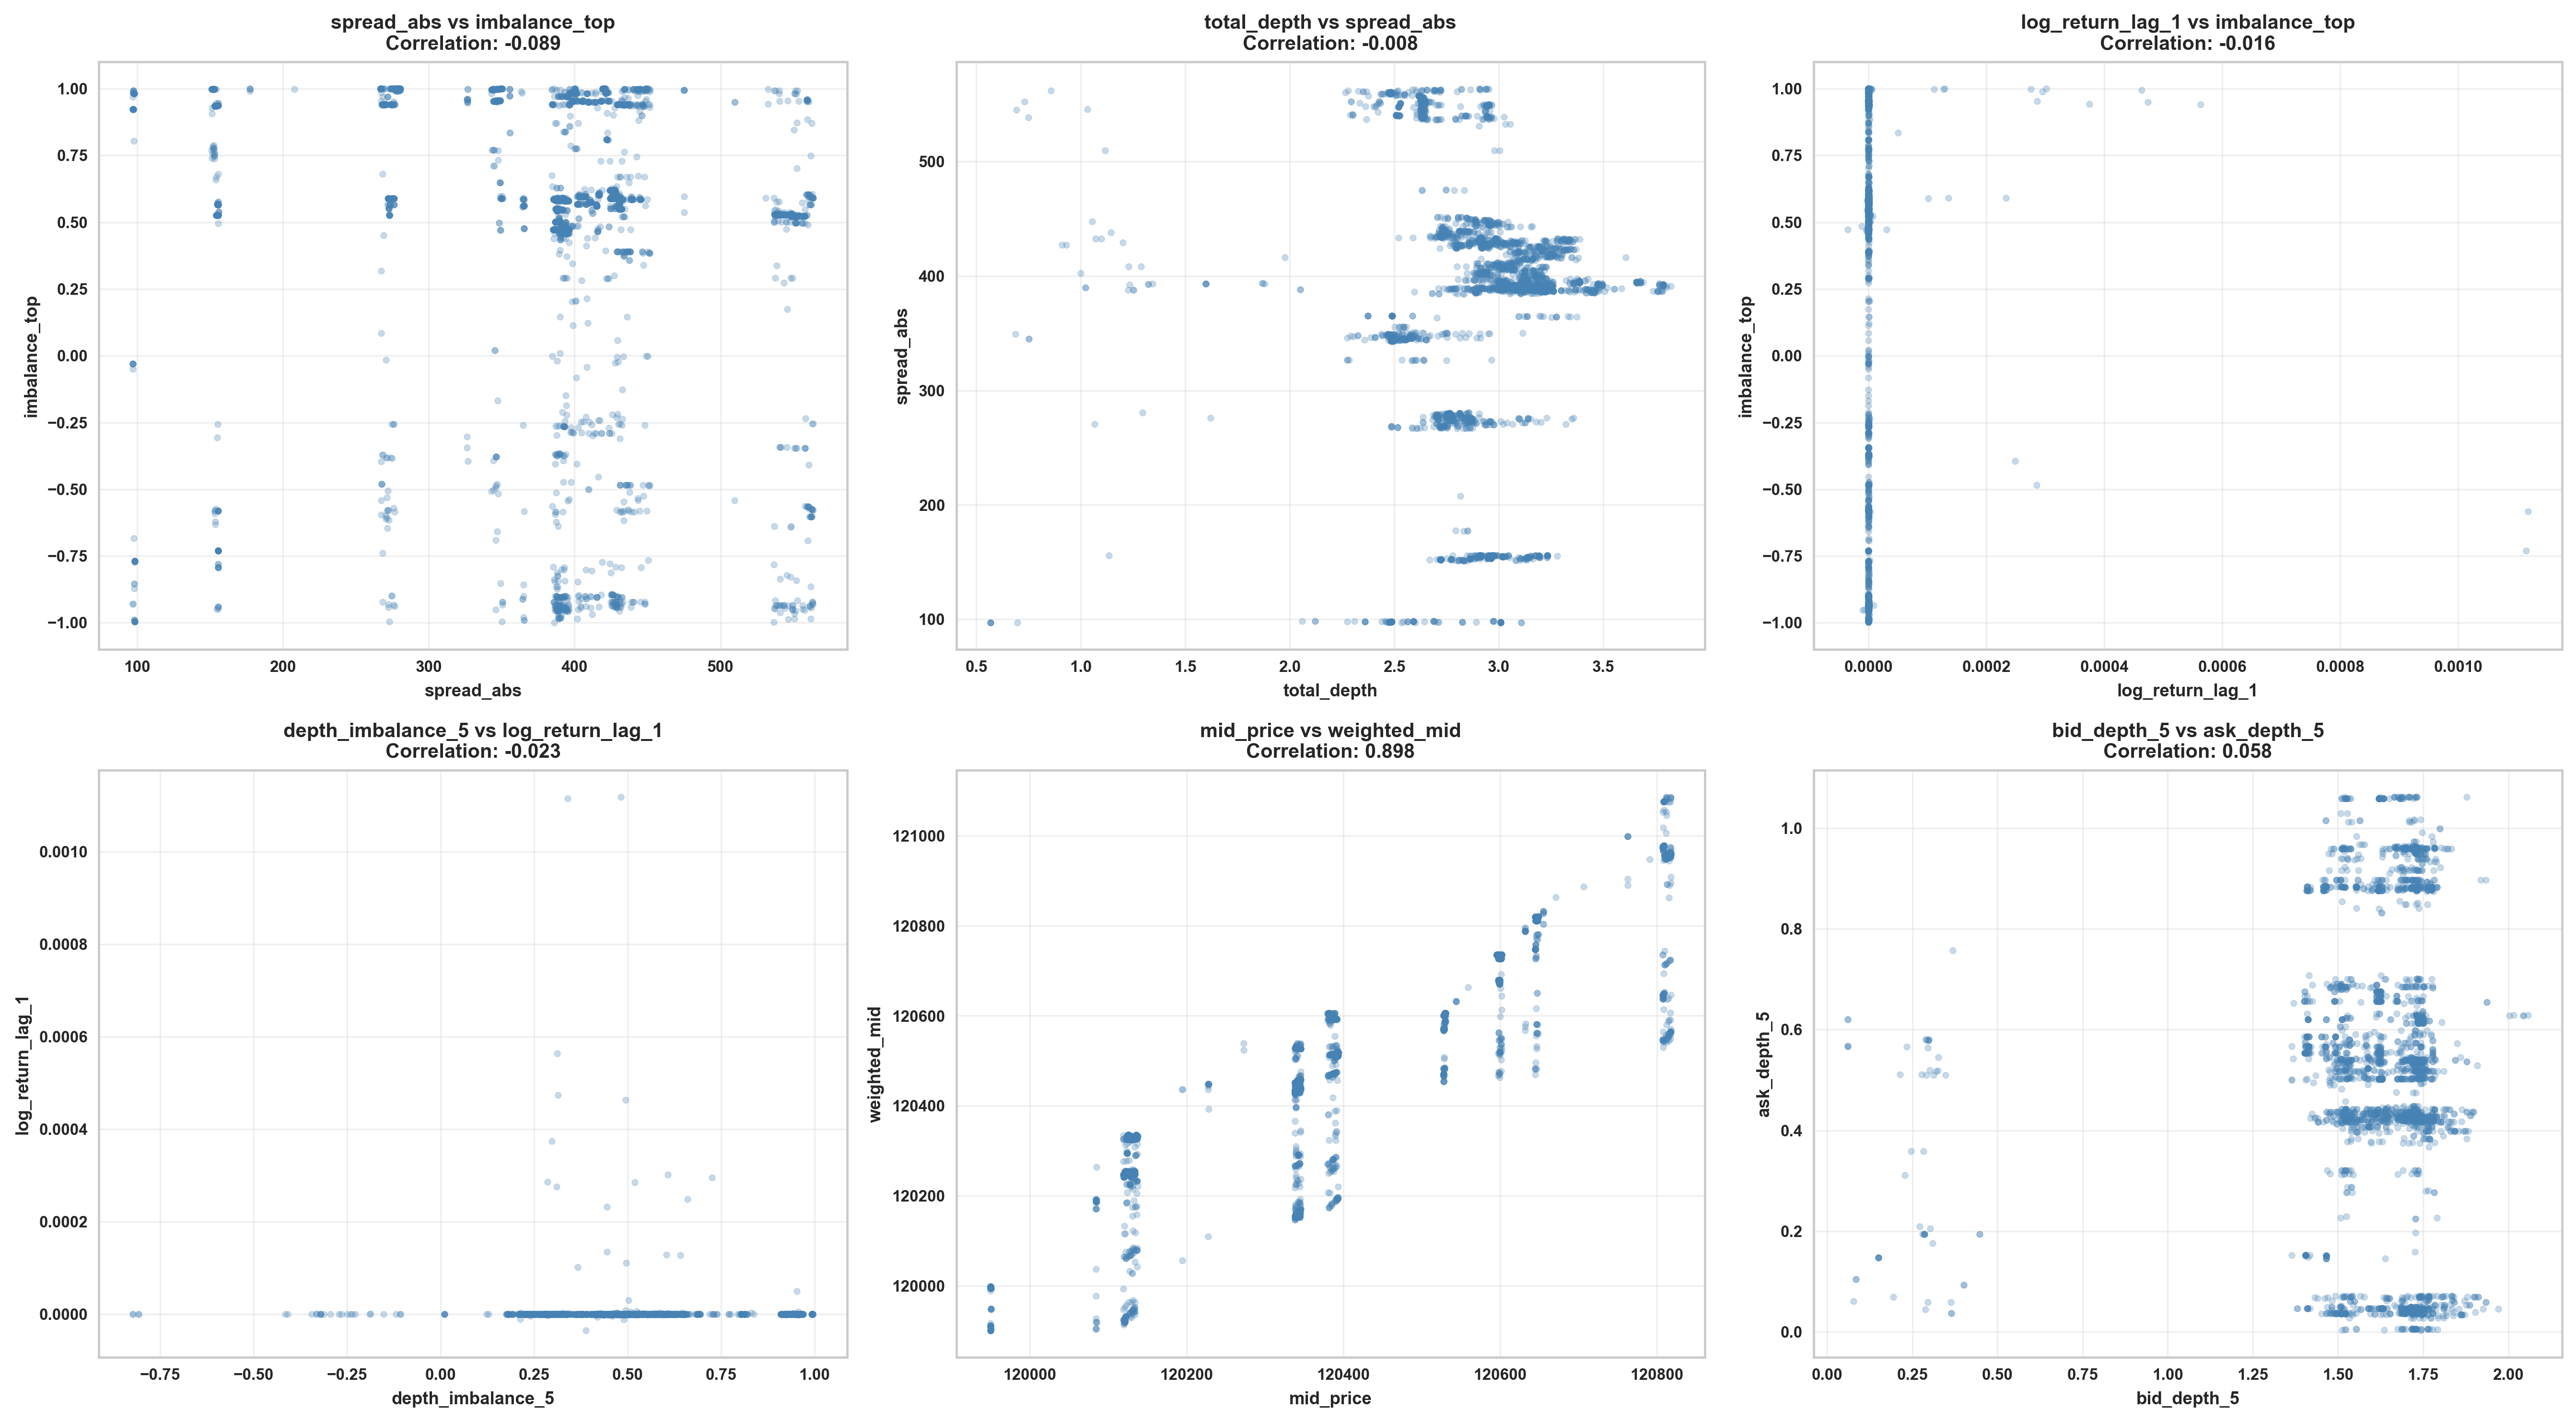 spread_abs vs imbalance_top
Correlation: -0.089
1.00
0.75
0.50
0.25
0.00
−0.25
−0.50
−0.75
−1.00
imbalance_top
100 200 300 400 500
spread_abs
total_depth vs spread_abs
Correlation: -0.008
500
400
300
200
100
spread_abs
0.5 1.0 1.5 2.0 2.5 3.0 3.5
total_depth
log_return_lag_1 vs imbalance_top
Correlation: -0.016
1.00
0.75
0.50
0.25
0.00
−0.25
−0.50
−0.75
−1.00
imbalance_top
0.0000 0.0002 0.0004 0.0006 0.0008 0.0010
log_return_lag_1
depth_imbalance_5 vs log_return_lag_1
Correlation: -0.023
0.0010
0.0008
0.0006
0.0004
0.0002
0.0000
log_return_lag_1
−0.75 −0.50 −0.25 0.00 0.25 0.50 0.75 1.00
depth_imbalance_5
mid_price vs weighted_mid
Correlation: 0.898
121000
120800
120600
120400
120200
120000
weighted_mid
120000 120200 120400 120600 120800
mid_price
bid_depth_5 vs ask_depth_5
Correlation: 0.058
1.0
0.8
0.6
0.4
0.2
0.0
ask_depth_5
0.00 0.25 0.50 0.75 1.00 1.25 1.50 1.75 2.00
bid_depth_5